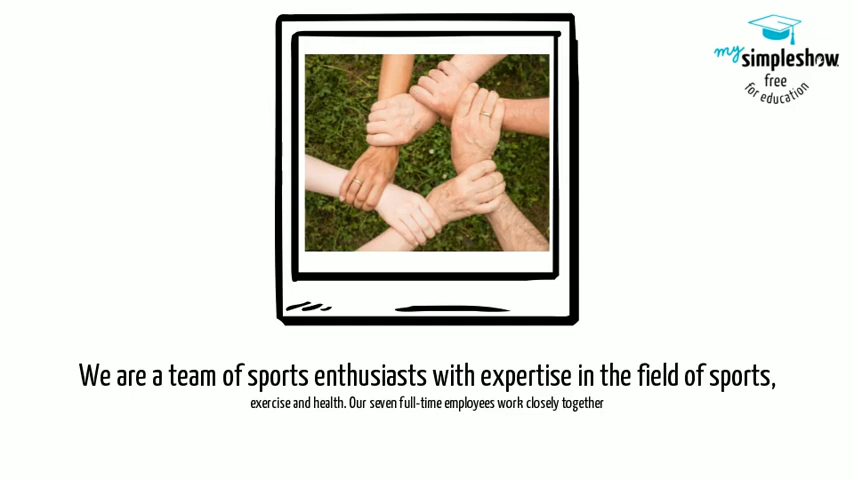 my
simpleshow
free
for education
We are a team of sports enthusiasts with expertise in the field of sports,
exercise and health. Our seven full-time employees work closely together